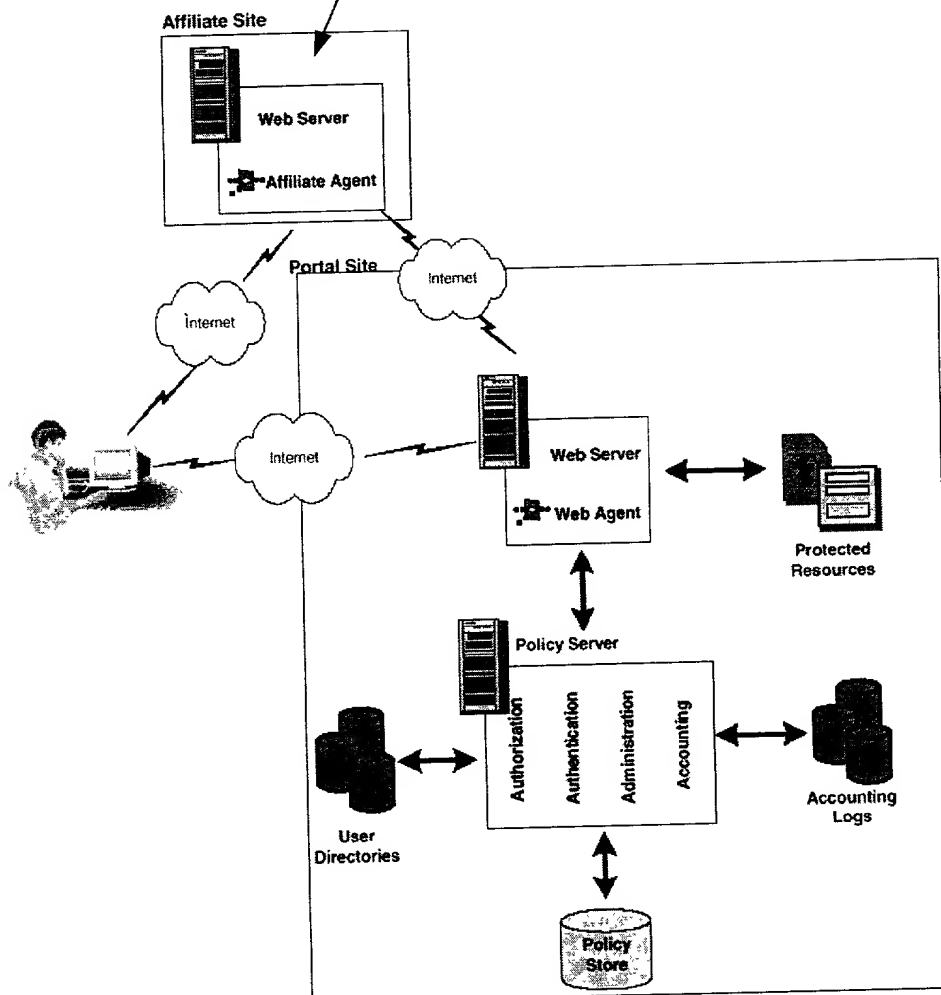 Affiliate Site
Web Server
Affiliate Agent
Portal Site
Internet
Internet
Internet
Web Server
Web Agent
Protected
Resources
Policy Server
Authorization
Authentication
Administration
Accounting
User
Directories
Accounting
Logs
Policy
Store